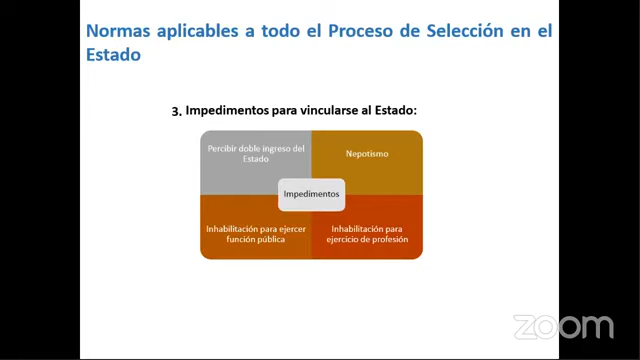 Normas aplicables a todo el Proceso de Selección en el
Estado
3. Impedimentos para vincularse al Estado:
Percibir doble ingreso del
Estado
Nepotismo
Impedimentos
Inhabilitación para ejercer
función pública
Inhabilitación para
ejercicio de profesión
zoom